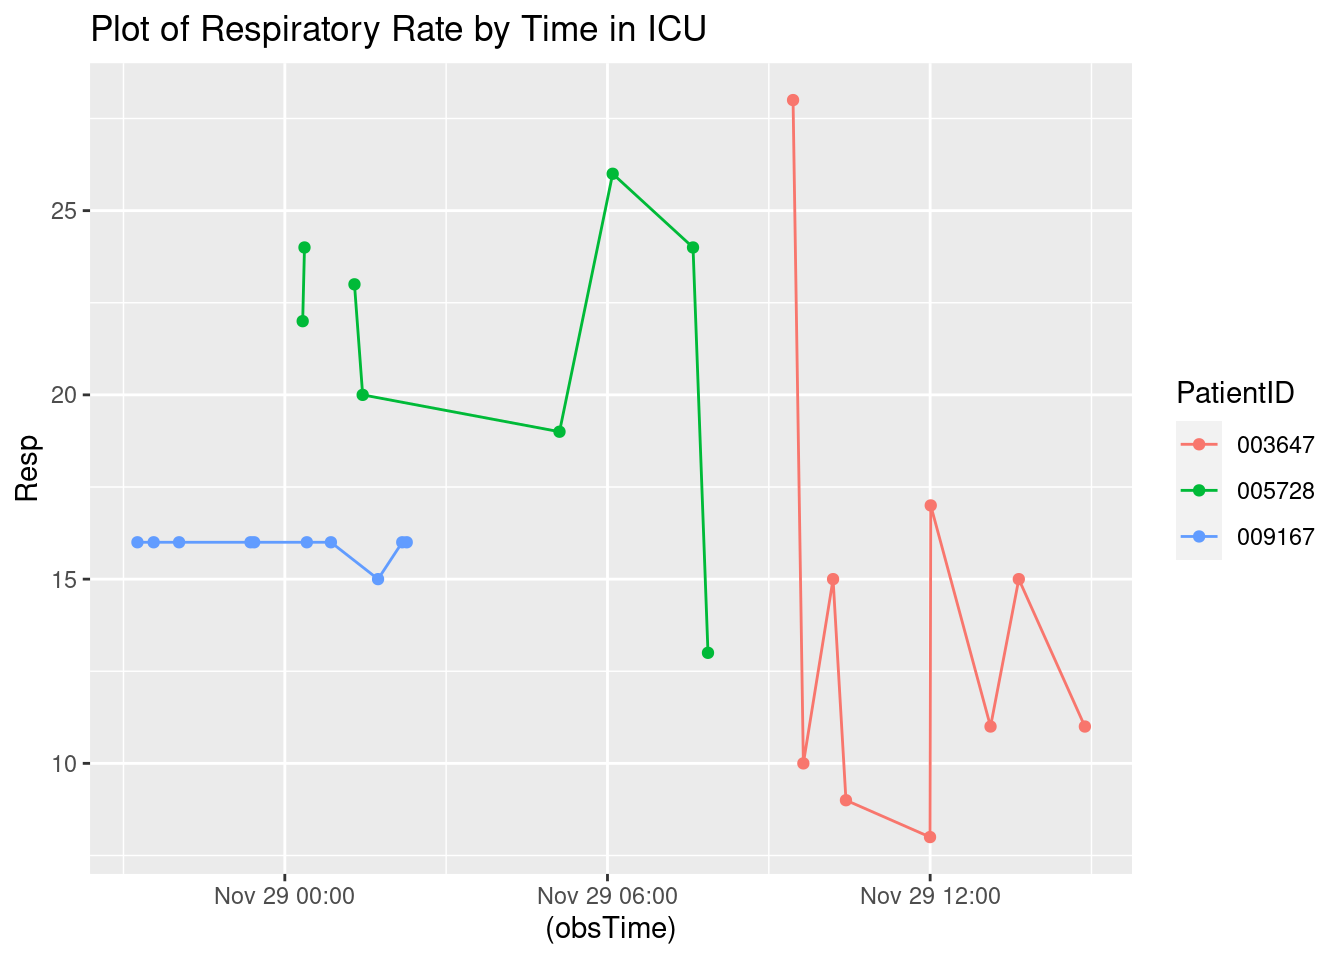 Plot of Respiratory Rate by Time in ICU
25
20
15
10
Resp
Nov 29 00:00
Nov 29 06:00
Nov 29 12:00
(obsTime)
PatientID
003647
005728
009167